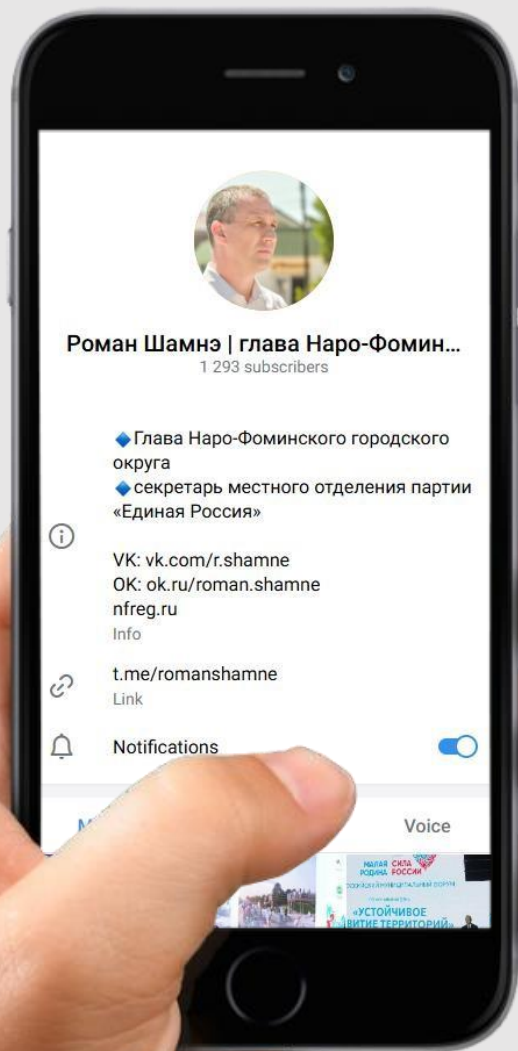 Роман Шамнэ | глава Наро-Фомин...
1 293 subscribers
🔷Глава Наро-Фоминского городского
округа
🔷секретарь местного отделения партии
«Единая Россия»
VK: vk.com/r.shamne
OK: ok.ru/roman.shamne
nfreg.ru
Info
t.me/romanshamne
Link
Notifications
Voice
МАЛАЯ СИЛА
РОДИНА РОССИИ
МУНИЦИПАЛЬНЫЙ ФОРУМ
«УСТОЙЧИВОЕ
ТЕРРИТОРИЙ»